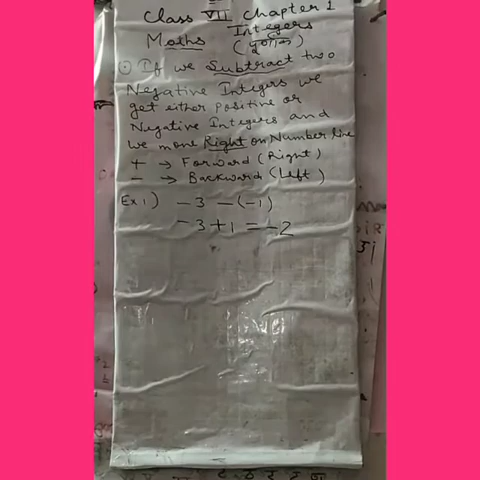 Class VII Chapter 1
Integers
Maths (पूर्णांक)
If we Subtract two
Negative Integers we
get either positive or
Negative Integers and
we move Right on Number line
+ → Forward (Right)
- → Backward (Left)
Ex 1) -3 - (-1)
-3+1 = -2